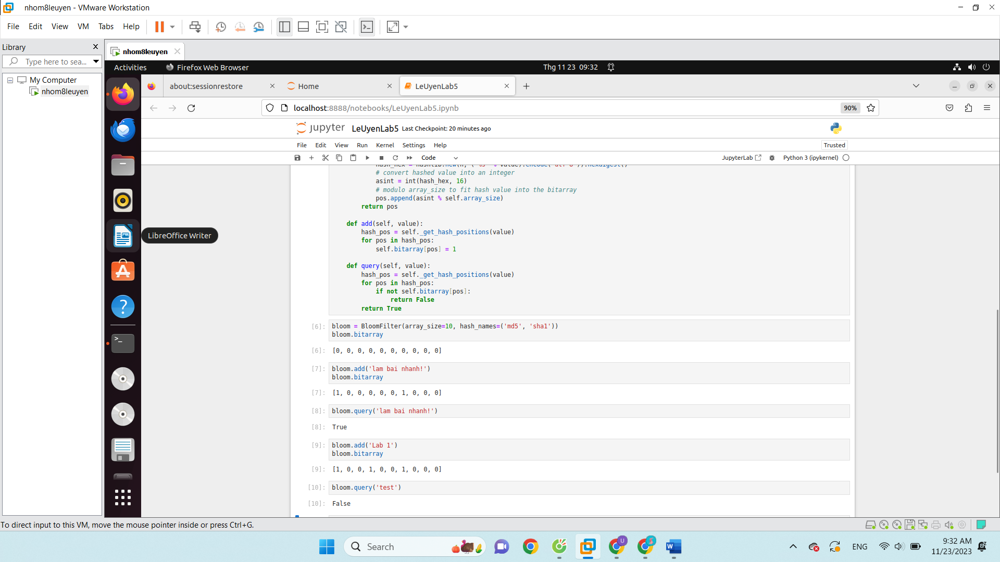 nhom8leuyen - VMware Workstation
File Edit View VM Tabs Help
Library
Type here to sea...
My Computer
nhom8leuyen
nhom8leuyen
Activities
Firefox Web Browser
Thg 11 23 09:32
about:sessionrestore
Home
LeUyenLab5
localhost:8888/notebooks/LeUyenLab5.ipynb
90%
jupyter LeUyenLab5 Last Checkpoint: 20 minutes ago
File Edit View Run Kernel Settings Help
Trusted
Code
JupyterLab
Python 3 (ipykernel)
# convert hashed value into an integer
asint = int(hash_hex, 16)
# modulo array_size to fit hash value into the bitarray
pos.append(asint % self.array_size)
return pos
def add(self, value):
hash_pos = self._get_hash_positions(value)
for pos in hash_pos:
self.bitarray[pos] = 1
def query(self, value):
hash_pos = self._get_hash_positions(value)
for pos in hash_pos:
if not self.bitarray[pos]:
return False
return True
[6]: bloom = BloomFilter(array_size=10, hash_names=('md5', 'sha1'))
bloom.bitarray
[6]: [0, 0, 0, 0, 0, 0, 0, 0, 0, 0]
[7]: bloom.add('lam bai nhanh!')
bloom.bitarray
[7]: [1, 0, 0, 0, 0, 0, 1, 0, 0, 0]
[8]: bloom.query('lam bai nhanh!')
[8]: True
[9]: bloom.add('Lab 1')
bloom.bitarray
[9]: [1, 0, 0, 1, 0, 0, 1, 0, 0, 0]
[10]: bloom.query('test')
[10]: False
LibreOffice Writer
To direct input to this VM, move the mouse pointer inside or press Ctrl+G.
Search
ENG
9:32 AM
11/23/2023